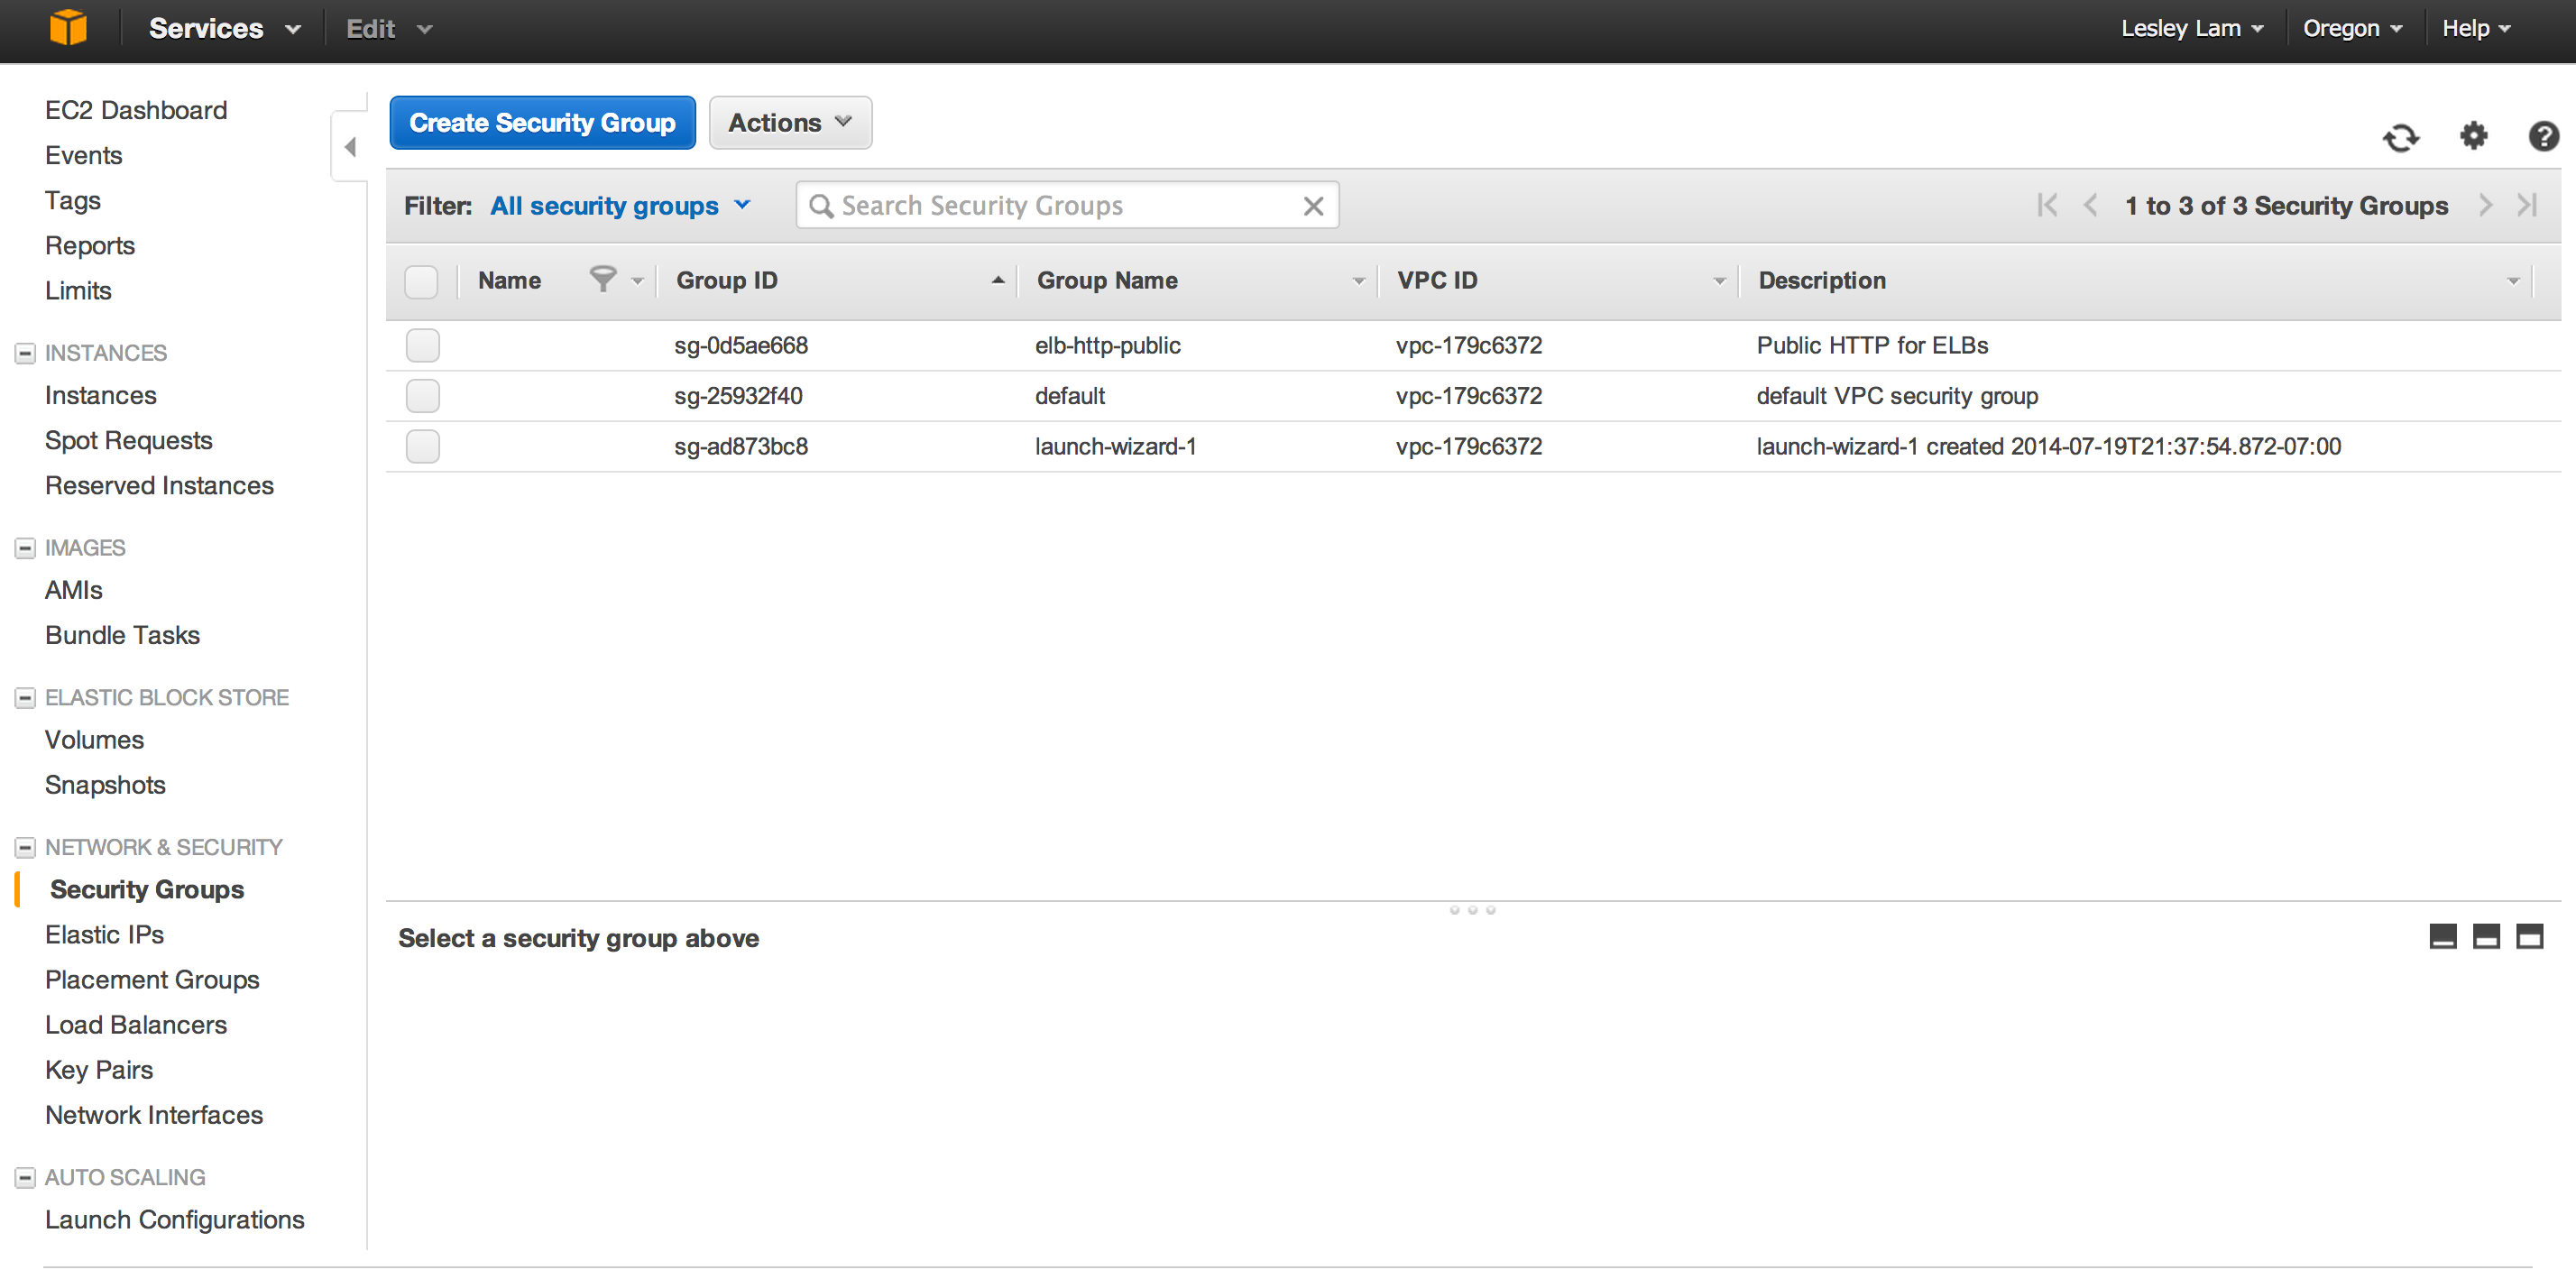 Services Edit Lesley Lam Oregon Help
EC2 Dashboard
Events
Tags
Reports
Limits
INSTANCES
Instances
Spot Requests
Reserved Instances
IMAGES
AMIs
Bundle Tasks
ELASTIC BLOCK STORE
Volumes
Snapshots
NETWORK & SECURITY
Security Groups
Elastic IPs
Placement Groups
Load Balancers
Key Pairs
Network Interfaces
AUTO SCALING
Launch Configurations
Create Security Group Actions
Filter: All security groups Search Security Groups 1 to 3 of 3 Security Groups
Name Group ID Group Name VPC ID Description
sg-0d5ae668 elb-http-public vpc-179c6372 Public HTTP for ELBs
sg-25932f40 default vpc-179c6372 default VPC security group
sg-ad873bc8 launch-wizard-1 vpc-179c6372 launch-wizard-1 created 2014-07-19T21:37:54.872-07:00
Select a security group above